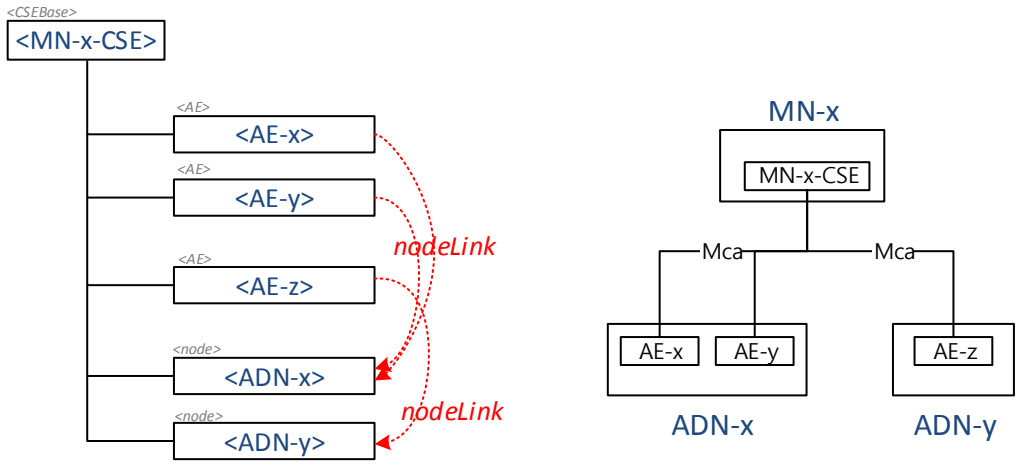 <CSEBase>
<MN-x-CSE>
<AE>
<AE-x>
<AE>
<AE-y>
nodeLink
<AE>
<AE-z>
<node>
<ADN-x>
nodeLink
<node>
<ADN-y>
MN-x
MN-x-CSE
Mca
Mca
AE-x
AE-y
AE-z
ADN-x
ADN-y